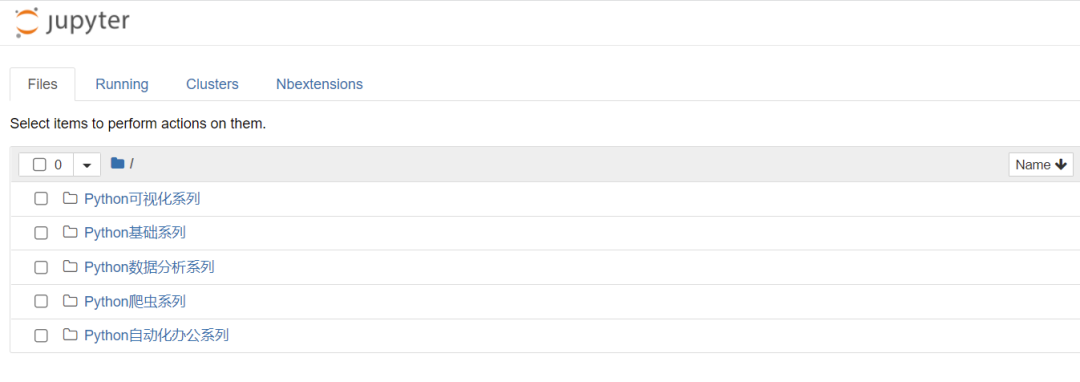 jupyter
Files Running Clusters Nbextensions
Select items to perform actions on them.
0 / Name
Python可视化系列
Python基础系列
Python数据分析系列
Python爬虫系列
Python自动化办公系列